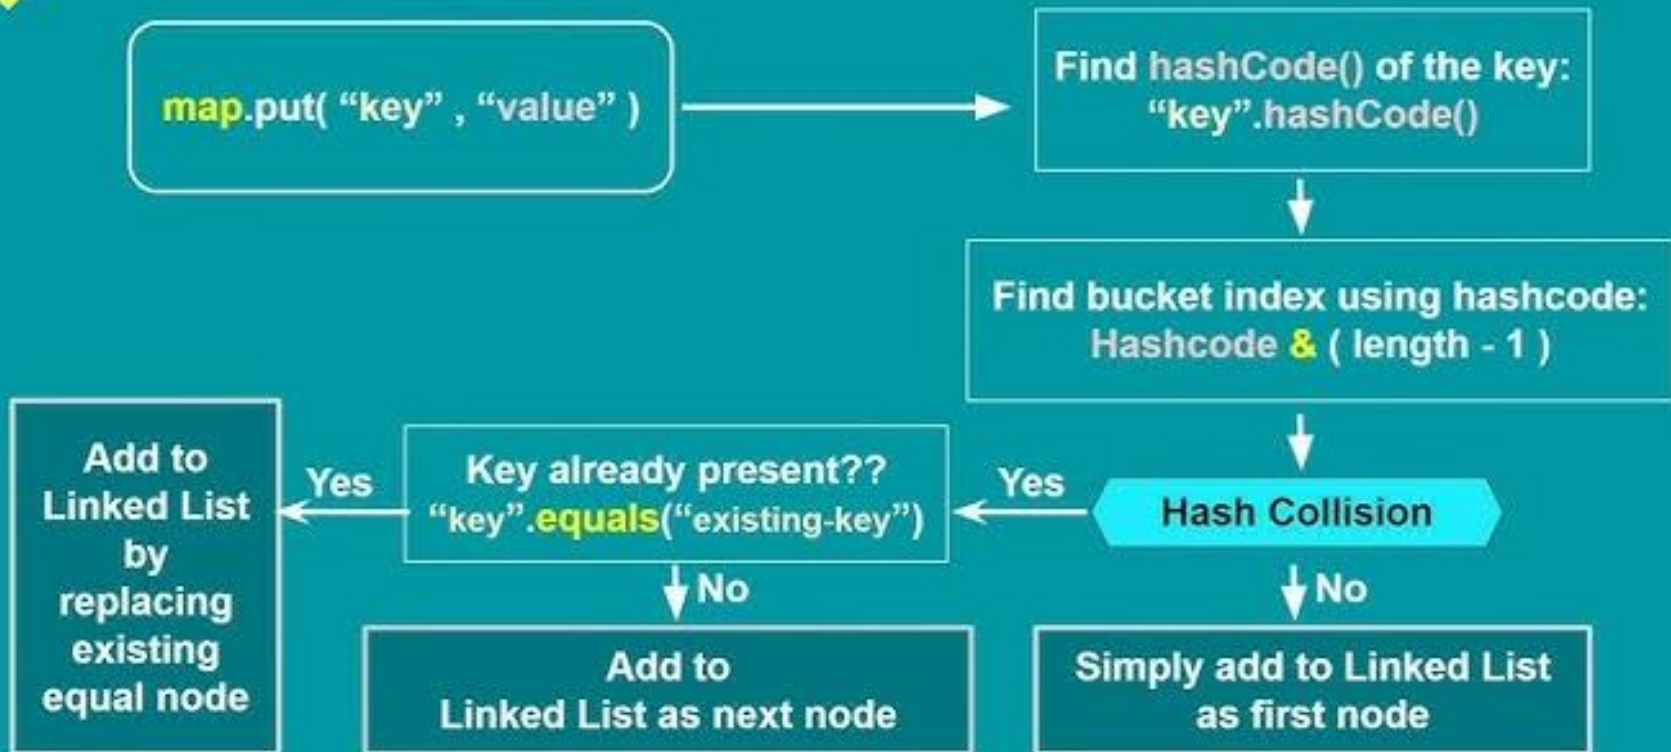 map.put( “key” , “value” )
Find hashCode() of the key:
“key”.hashCode()
Find bucket index using hashcode:
Hashcode & ( length - 1 )
Hash Collision
Yes
Key already present??
“key”.equals(“existing-key”)
Yes
Add to
Linked List
by
replacing
existing
equal node
No
Add to
Linked List as next node
No
Simply add to Linked List
as first node